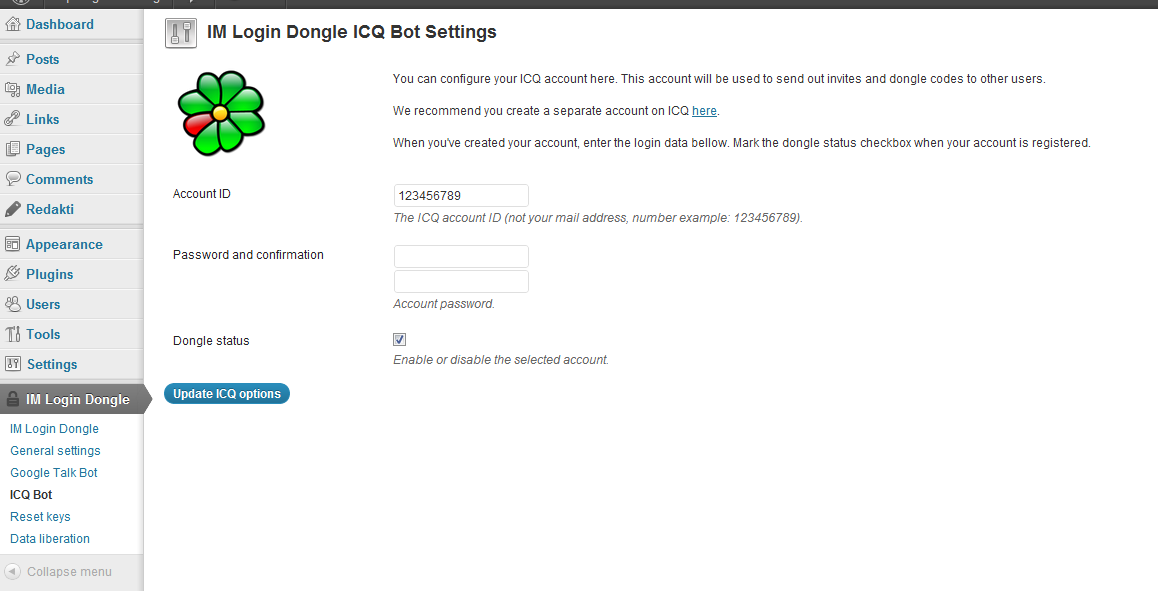 Dashboard
Posts
Media
Links
Pages
Comments
Redakti
Appearance
Plugins
Users
Tools
Settings
IM Login Dongle
IM Login Dongle
General settings
Google Talk Bot
ICQ Bot
Reset keys
Data liberation
Collapse menu
IM Login Dongle ICQ Bot Settings
You can configure your ICQ account here. This account will be used to send out invites and dongle codes to other users.
We recommend you create a separate account on ICQ here.
When you've created your account, enter the login data bellow. Mark the dongle status checkbox when your account is registered.
Account ID
123456789
The ICQ account ID (not your mail address, number example: 123456789).
Password and confirmation
Account password.
Dongle status
Enable or disable the selected account.
Update ICQ options